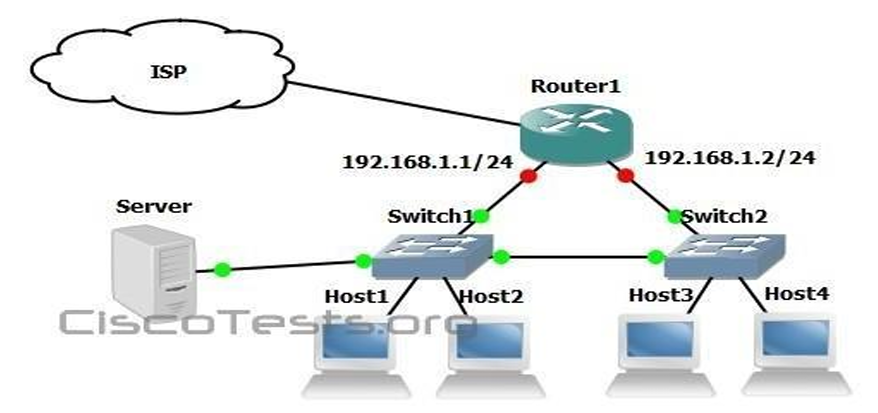 ISP
Router1
192.168.1.1/24
192.168.1.2/24
Server
Switch1
Switch2
Host1
Host2
Host3
Host4
CiscoTests.org